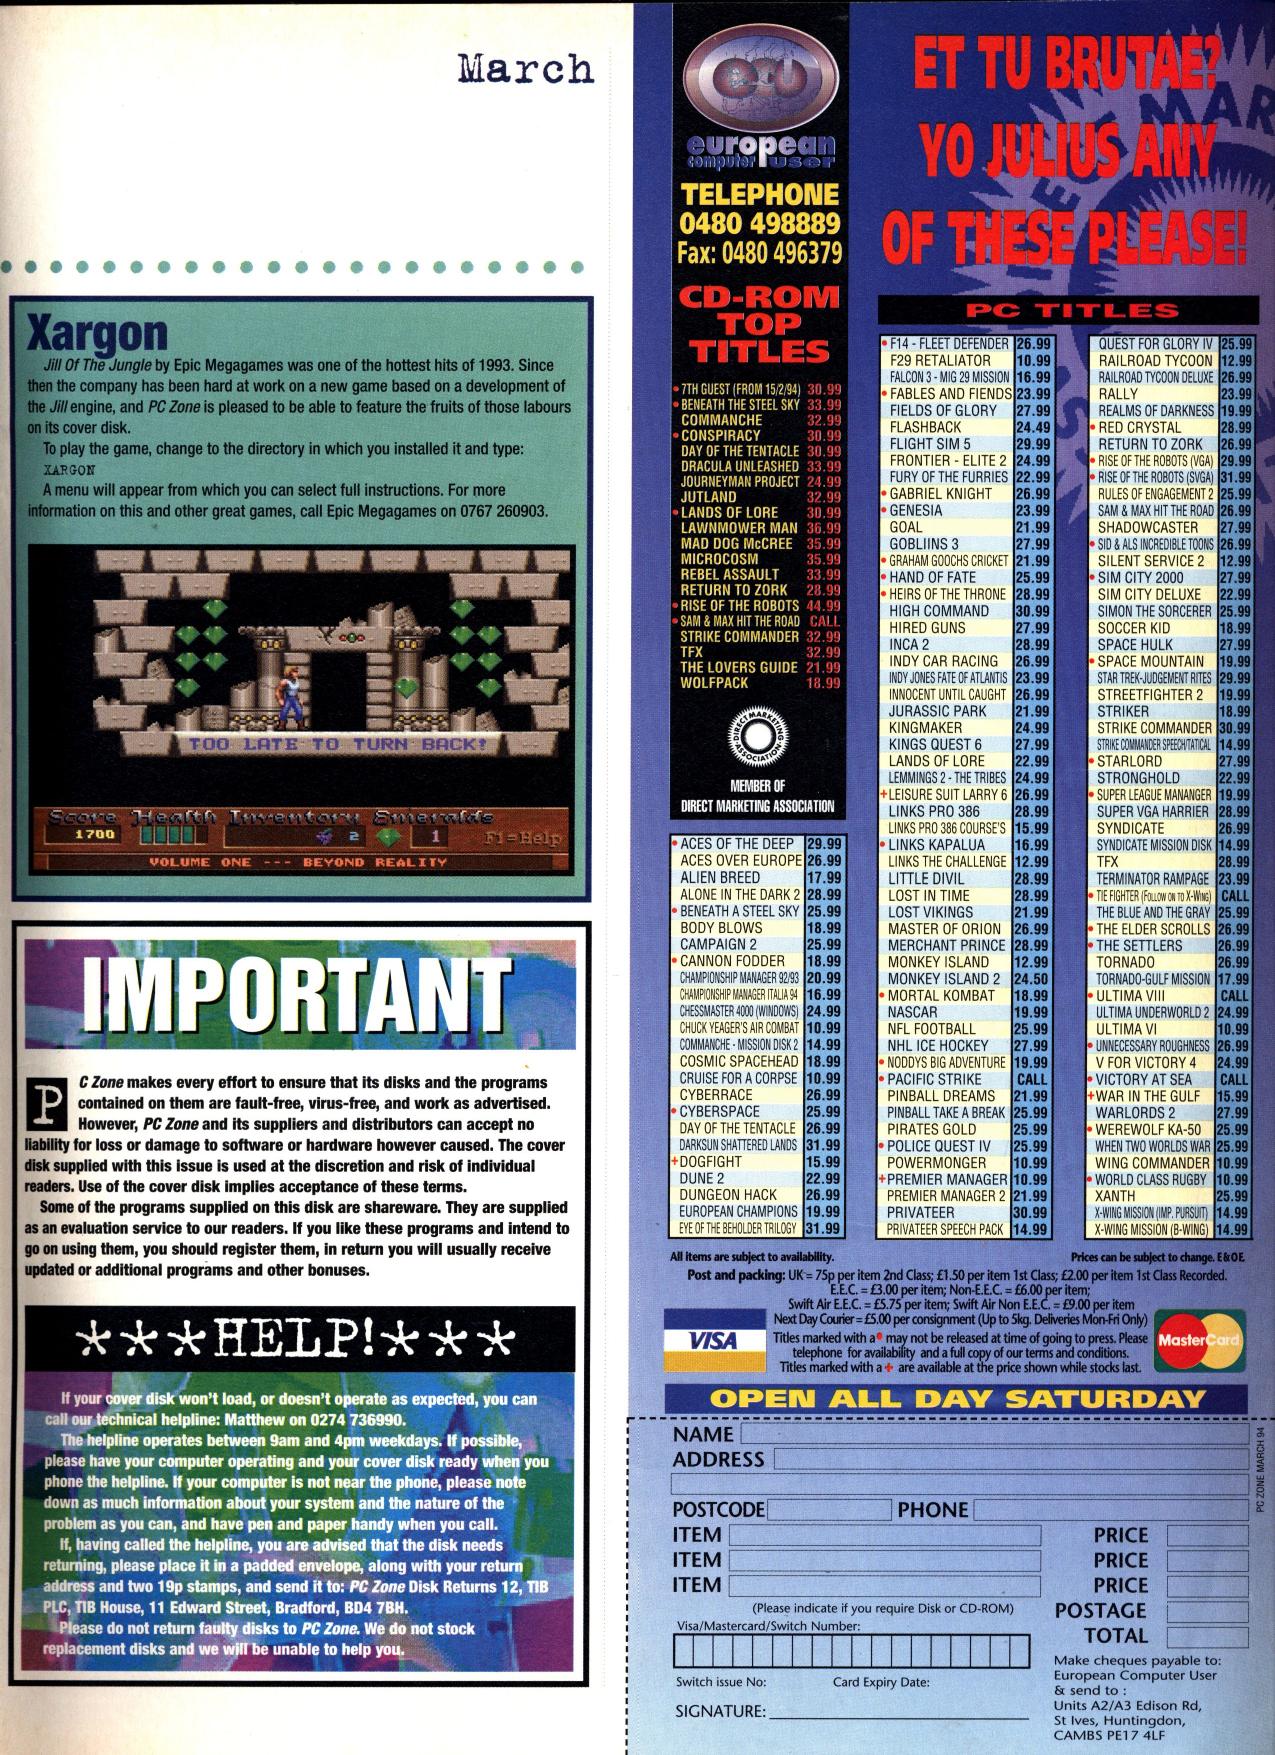 March
Xargon
Jill Of The Jungle by Epic Megagames was one of the hottest hits of 1993. Since
then the company has been hard at work on a new game based on a development of
the Jill engine, and PC Zone is pleased to be able to feature the fruits of those labours
on its cover disk.
To play the game, change to the directory in which you installed it and type:
XARGON
A menu will appear from which you can select full instructions. For more
information on this and other great games, call Epic Megagames on 0767 260903.
TOO LATE TO TURN BACK!
Score Health Inventory Emeralds
1700 2 1 F1=Help
VOLUME ONE --- BEYOND REALITY
IMPORTANT
PC Zone makes every effort to ensure that its disks and the programs
contained on them are fault-free, virus-free, and work as advertised.
However, PC Zone and its suppliers and distributors can accept no
liability for loss or damage to software or hardware however caused. The cover
disk supplied with this issue is used at the discretion and risk of individual
readers. Use of the cover disk implies acceptance of these terms.
Some of the programs supplied on this disk are shareware. They are supplied
as an evaluation service to our readers. If you like these programs and intend to
go on using them, you should register them, in return you will usually receive
updated or additional programs and other bonuses.
***HELP!***
If your cover disk won't load, or doesn't operate as expected, you can
call our technical helpline: Matthew on 0274 736990.
The helpline operates between 9am and 4pm weekdays. If possible,
please have your computer operating and your cover disk ready when you
phone the helpline. If your computer is not near the phone, please note
down as much information about your system and the nature of the
problem as you can, and have pen and paper handy when you call.
If, having called the helpline, you are advised that the disk needs
returning, please place it in a padded envelope, along with your return
address and two 19p stamps, and send it to: PC Zone Disk Returns 12, TIB
PLC, TIB House, 11 Edward Street, Bradford, BD4 7BH.
Please do not return faulty disks to PC Zone. We do not stock
replacement disks and we will be unable to help you.
ecu
european
computer user
TELEPHONE
0480 498889
Fax: 0480 496379
ET TU BRUTAE?
YO JULIUS ANY
OF THESE PLEASE!
CD-ROM
TOP
TITLES
• 7TH GUEST (FROM 15/2/94) 30.99
• BENEATH THE STEEL SKY 33.99
COMMANCHE 32.99
• CONSPIRACY 30.99
DAY OF THE TENTACLE 30.99
DRACULA UNLEASHED 33.99
JOURNEYMAN PROJECT 24.99
JUTLAND 32.99
• LANDS OF LORE 30.99
LAWNMOWER MAN 36.99
MAD DOG McCREE 35.99
MICROCOSM 35.99
REBEL ASSAULT 33.99
RETURN TO ZORK 28.99
• RISE OF THE ROBOTS 44.99
• SAM & MAX HIT THE ROAD CALL
STRIKE COMMANDER 32.99
TFX 32.99
THE LOVERS GUIDE 21.99
WOLFPACK 18.99
DIRECT MARKETING ASSOCIATION
MEMBER OF
DIRECT MARKETING ASSOCIATION
• ACES OF THE DEEP 29.99
ACES OVER EUROPE 26.99
ALIEN BREED 17.99
ALONE IN THE DARK 2 28.99
• BENEATH A STEEL SKY 25.99
BODY BLOWS 18.99
CAMPAIGN 2 25.99
• CANNON FODDER 18.99
CHAMPIONSHIP MANAGER 92/93 20.99
CHAMPIONSHIP MANAGER ITALIA 94 16.99
CHESSMASTER 4000 (WINDOWS) 24.99
CHUCK YEAGER'S AIR COMBAT 10.99
COMMANCHE - MISSION DISK 2 14.99
COSMIC SPACEHEAD 18.99
CRUISE FOR A CORPSE 10.99
CYBERRACE 26.99
• CYBERSPACE 25.99
DAY OF THE TENTACLE 26.99
DARKSUN SHATTERED LANDS 31.99
+DOGFIGHT 15.99
DUNE 2 22.99
DUNGEON HACK 26.99
EUROPEAN CHAMPIONS 19.99
EYE OF THE BEHOLDER TRILOGY 31.99
PC TITLES
• F14 - FLEET DEFENDER 26.99
F29 RETALIATOR 10.99
FALCON 3 - MIG 29 MISSION 16.99
• FABLES AND FIENDS 23.99
FIELDS OF GLORY 27.99
FLASHBACK 24.49
FLIGHT SIM 5 29.99
FRONTIER - ELITE 2 24.99
FURY OF THE FURRIES 22.99
• GABRIEL KNIGHT 26.99
• GENESIA 23.99
GOAL 21.99
GOBLIINS 3 27.99
• GRAHAM GOOCHS CRICKET 21.99
• HAND OF FATE 25.99
• HEIRS OF THE THRONE 28.99
HIGH COMMAND 30.99
HIRED GUNS 27.99
INCA 2 28.99
INDY CAR RACING 26.99
INDY JONES FATE OF ATLANTIS 23.99
INNOCENT UNTIL CAUGHT 26.99
JURASSIC PARK 21.99
KINGMAKER 24.99
KINGS QUEST 6 27.99
LANDS OF LORE 22.99
LEMMINGS 2 - THE TRIBES 24.99
+LEISURE SUIT LARRY 6 26.99
LINKS PRO 386 28.99
LINKS PRO 386 COURSE'S 15.99
• LINKS KAPALUA 16.99
LINKS THE CHALLENGE 12.99
LITTLE DIVIL 28.99
LOST IN TIME 28.99
LOST VIKINGS 21.99
MASTER OF ORION 26.99
MERCHANT PRINCE 28.99
MONKEY ISLAND 12.99
MONKEY ISLAND 2 24.50
• MORTAL KOMBAT 18.99
NASCAR 19.99
NFL FOOTBALL 25.99
NHL ICE HOCKEY 27.99
• NODDYS BIG ADVENTURE 19.99
• PACIFIC STRIKE CALL
PINBALL DREAMS 21.99
PINBALL TAKE A BREAK 25.99
PIRATES GOLD 25.99
• POLICE QUEST IV 25.99
POWERMONGER 10.99
+PREMIER MANAGER 10.99
PREMIER MANAGER 2 21.99
PRIVATEER 30.99
PRIVATEER SPEECH PACK 14.99
QUEST FOR GLORY IV 25.99
RAILROAD TYCOON 12.99
RAILROAD TYCOON DELUXE 26.99
RALLY 23.99
REALMS OF DARKNESS 19.99
• RED CRYSTAL 28.99
RETURN TO ZORK 26.99
• RISE OF THE ROBOTS (VGA) 29.99
• RISE OF THE ROBOTS (SVGA) 31.99
RULES OF ENGAGEMENT 2 25.99
SAM & MAX HIT THE ROAD 26.99
SHADOWCASTER 27.99
• SID & ALS INCREDIBLE TOONS 26.99
SILENT SERVICE 2 12.99
• SIM CITY 2000 27.99
SIM CITY DELUXE 22.99
SIMON THE SORCERER 25.99
SOCCER KID 18.99
SPACE HULK 27.99
• SPACE MOUNTAIN 19.99
STAR TREK-JUDGEMENT RITES 29.99
STREETFIGHTER 2 19.99
STRIKER 18.99
STRIKE COMMANDER 30.99
STRIKE COMMANDER SPEECH/TATICAL 14.99
• STARLORD 27.99
STRONGHOLD 22.99
• SUPER LEAGUE MANANGER 19.99
SUPER VGA HARRIER 28.99
SYNDICATE 26.99
SYNDICATE MISSION DISK 14.99
TFX 28.99
TERMINATOR RAMPAGE 23.99
• TIE FIGHTER (FOLLOW ON TO X-WING) CALL
THE BLUE AND THE GRAY 25.99
• THE ELDER SCROLLS 26.99
• THE SETTLERS 26.99
TORNADO 26.99
TORNADO-GULF MISSION 17.99
• ULTIMA VIII CALL
ULTIMA UNDERWORLD 2 24.99
ULTIMA VI 10.99
• UNNECESSARY ROUGHNESS 26.99
V FOR VICTORY 4 24.99
• VICTORY AT SEA CALL
+WAR IN THE GULF 15.99
WARLORDS 2 27.99
• WEREWOLF KA-50 25.99
WHEN TWO WORLDS WAR 25.99
WING COMMANDER 10.99
• WORLD CLASS RUGBY 10.99
XANTH 25.99
X-WING MISSION (IMP. PURSUIT) 14.99
X-WING MISSION (B-WING) 14.99
All items are subject to availability. Prices can be subject to change. E&OE.
Post and packing: UK = 75p per item 2nd Class; £1.50 per item 1st Class; £2.00 per item 1st Class Recorded.
E.E.C. = £3.00 per item; Non-E.E.C. = £6.00 per item;
Swift Air E.E.C. = £5.75 per item; Swift Air Non E.E.C. = £9.00 per item
Next Day Courier = £5.00 per consignment (Up to 5kg. Deliveries Mon-Fri Only)
Titles marked with a • may not be released at time of going to press. Please
telephone for availability and a full copy of our terms and conditions.
Titles marked with a + are available at the price shown while stocks last.
VISA
MasterCard
OPEN ALL DAY SATURDAY
NAME
ADDRESS
POSTCODE PHONE
ITEM PRICE
ITEM PRICE
ITEM PRICE
(Please indicate if you require Disk or CD-ROM) POSTAGE
Visa/Mastercard/Switch Number: TOTAL
Switch issue No: Card Expiry Date:
SIGNATURE:
Make cheques payable to:
European Computer User
& send to :
Units A2/A3 Edison Rd,
St Ives, Huntingdon,
CAMBS PE17 4LF
PC ZONE MARCH 94